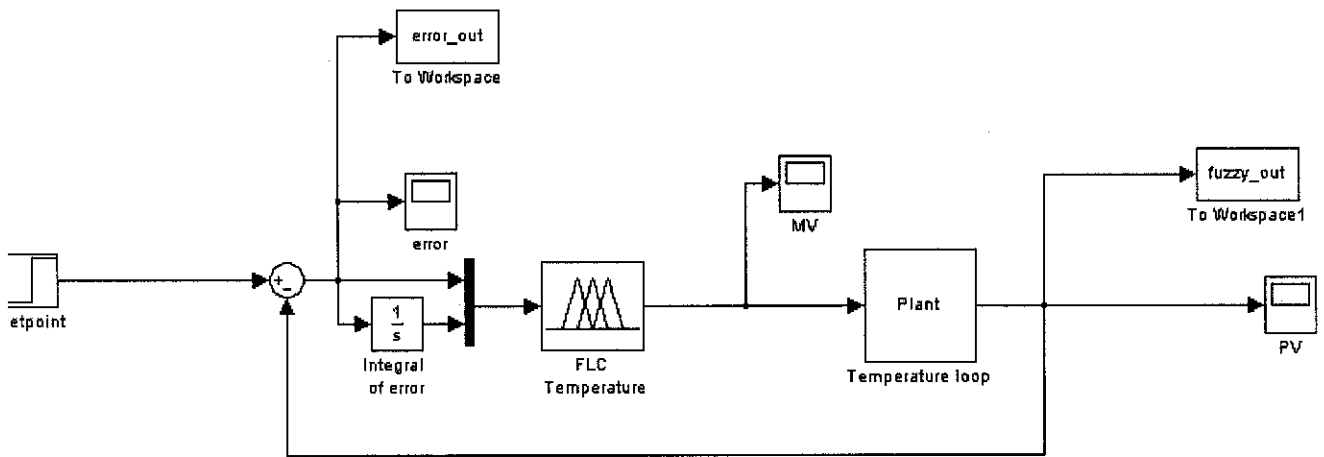 error_out
To Workspace
fuzzy_out
To Workspace1
error
MV
etpoint
+
-
1
s
Integral
of error
FLC
Temperature
Plant
Temperature loop
PV